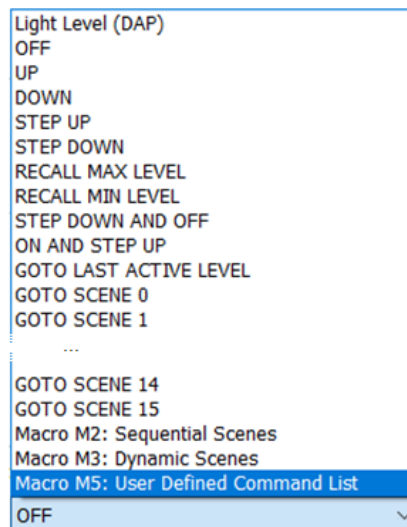 Light Level (DAP)
OFF
UP
DOWN
STEP UP
STEP DOWN
RECALL MAX LEVEL
RECALL MIN LEVEL
STEP DOWN AND OFF
ON AND STEP UP
GOTO LAST ACTIVE LEVEL
GOTO SCENE 0
GOTO SCENE 1
...
GOTO SCENE 14
GOTO SCENE 15
Macro M2: Sequential Scenes
Macro M3: Dynamic Scenes
Macro M5: User Defined Command List
OFF